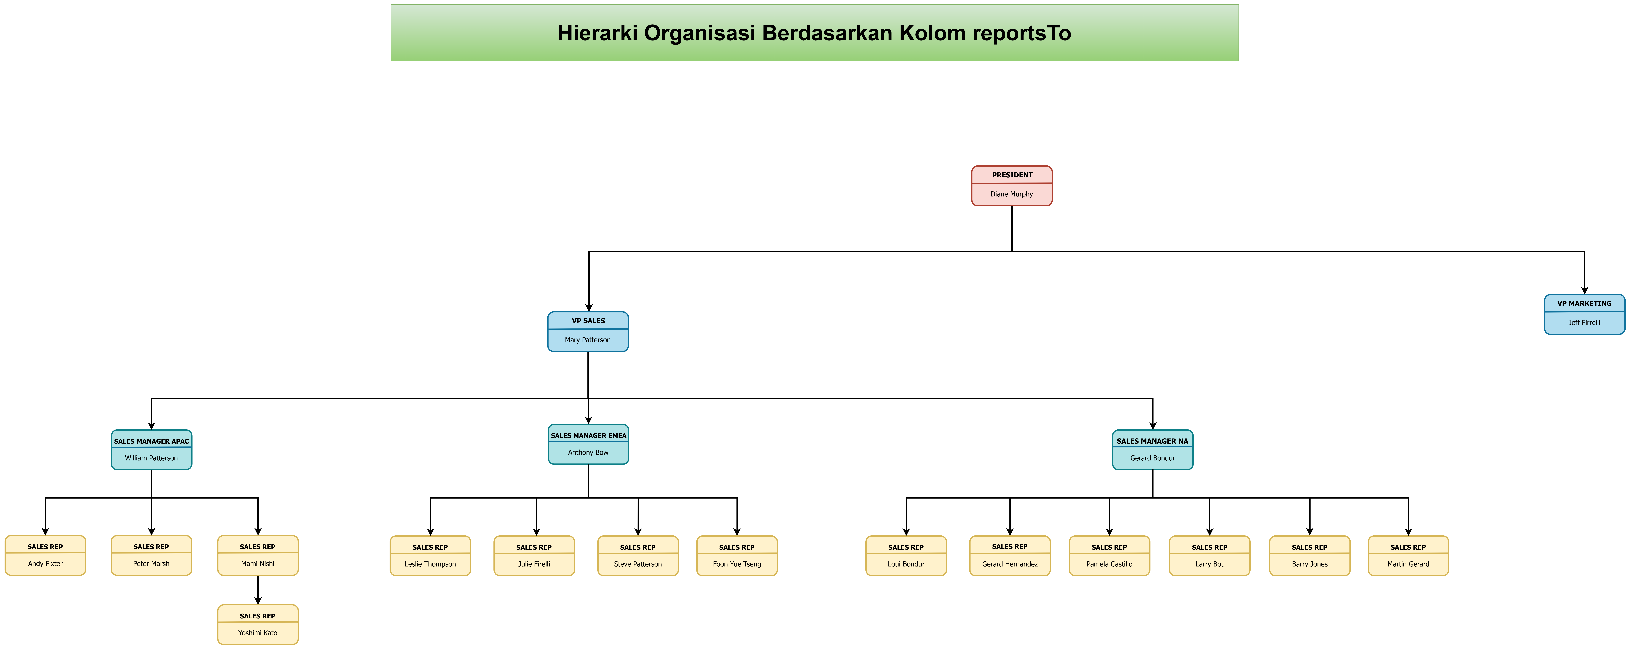 Hierarki Organisasi Berdasarkan Kolom reportsTo
PRESIDENT
Diane Murphy
VP SALES
Mary Patterson
VP MARKETING
Jeff Firrelli
SALES MANAGER APAC
William Patterson
SALES MANAGER EMEA
Anthony Bow
SALES MANAGER NA
Gerard Bondur
SALES REP
Andy Fixter
SALES REP
Peter Marsh
SALES REP
Mami Nishi
SALES REP
Leslie Thompson
SALES REP
Julie Firelli
SALES REP
Steve Patterson
SALES REP
Foon Yue Tseng
SALES REP
Loui Bondur
SALES REP
Gerard Hernandez
SALES REP
Pamela Castillo
SALES REP
Larry Bott
SALES REP
Barry Jones
SALES REP
Martin Gerard
SALES REP
Yoshimi Kato